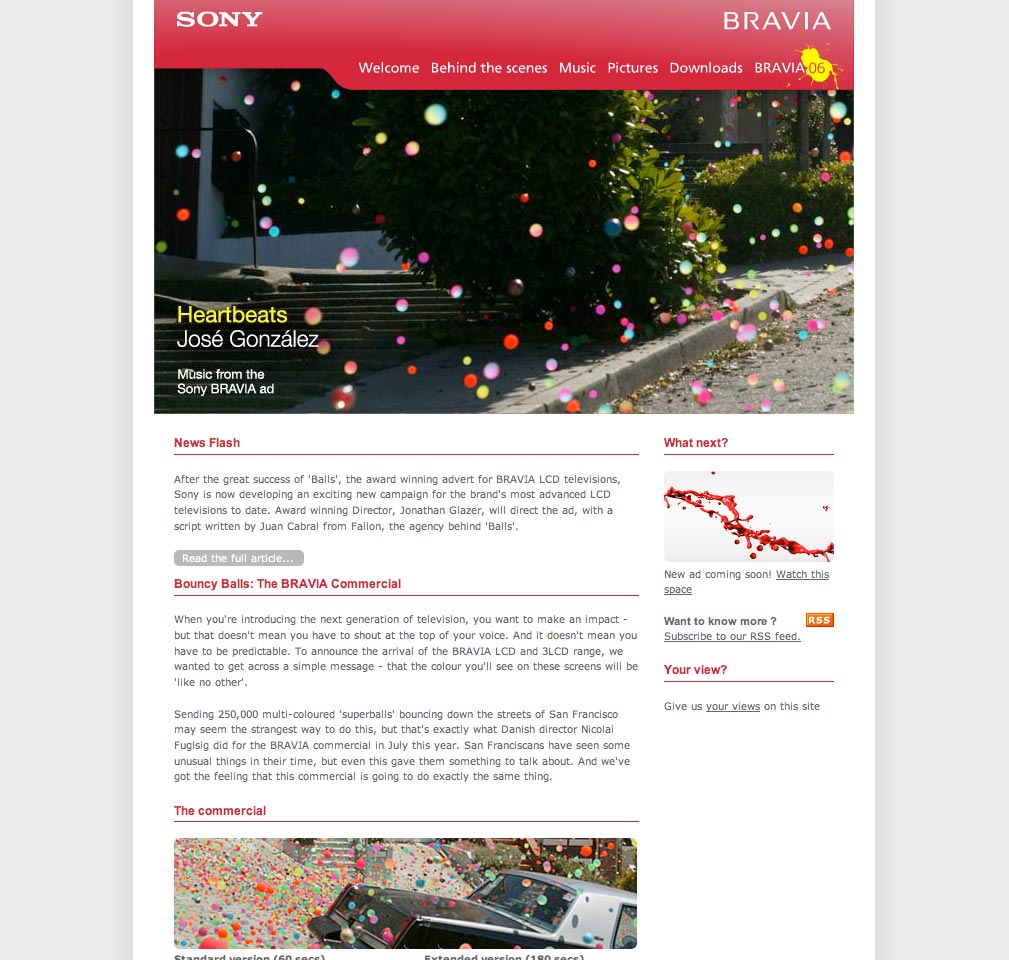 SONY
BRAVIA
Welcome Behind the scenes Music Pictures Downloads BRAVIA 06
Heartbeats
José González
Music from the
Sony BRAVIA ad
News Flash
After the great success of 'Balls', the award winning advert for BRAVIA LCD televisions,
Sony is now developing an exciting new campaign for the brand's most advanced LCD
televisions to date. Award winning Director, Jonathan Glazer, will direct the ad, with a
script written by Juan Cabral from Fallon, the agency behind 'Balls'.
Read the full article...
Bouncy Balls: The BRAVIA Commercial
When you're introducing the next generation of television, you want to make an impact -
but that doesn't mean you have to shout at the top of your voice. And it doesn't mean you
have to be predictable. To announce the arrival of the BRAVIA LCD and 3LCD range, we
wanted to get across a simple message - that the colour you'll see on these screens will be
'like no other'.
Sending 250,000 multi-coloured 'superballs' bouncing down the streets of San Francisco
may seem the strangest way to do this, but that's exactly what Danish director Nicolai
Fuglsig did for the BRAVIA commercial in July this year. San Franciscans have seen some
unusual things in their time, but even this gave them something to talk about. And we've
got the feeling that this commercial is going to do exactly the same thing.
The commercial
Standard version (60 secs)
Extended version (180 secs)
What next?
New ad coming soon! Watch this
space
Want to know more ? RSS
Subscribe to our RSS feed.
Your view?
Give us your views on this site